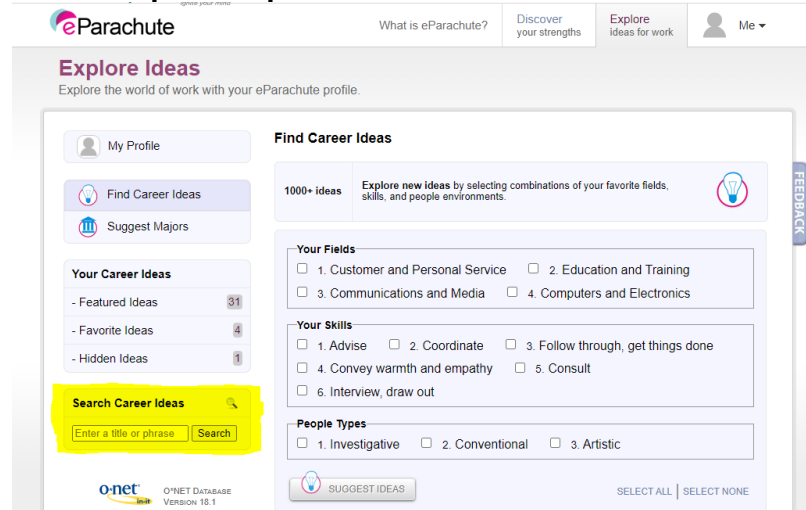 ignite your mind
eParachute
What is eParachute?
Discover
your strengths
Explore
ideas for work
Me
Explore Ideas
Explore the world of work with your eParachute profile.
My Profile
Find Career Ideas
Suggest Majors
Your Career Ideas
- Featured Ideas 31
- Favorite Ideas 4
- Hidden Ideas 1
Search Career Ideas
Enter a title or phrase Search
o*net in-it O*NET DATABASE
VERSION 18.1
Find Career Ideas
1000+ ideas
Explore new ideas by selecting combinations of your favorite fields,
skills, and people environments.
Your Fields
1. Customer and Personal Service 2. Education and Training
3. Communications and Media 4. Computers and Electronics
Your Skills
1. Advise 2. Coordinate 3. Follow through, get things done
4. Convey warmth and empathy 5. Consult
6. Interview, draw out
People Types
1. Investigative 2. Conventional 3. Artistic
SUGGEST IDEAS SELECT ALL | SELECT NONE
FEEDBACK